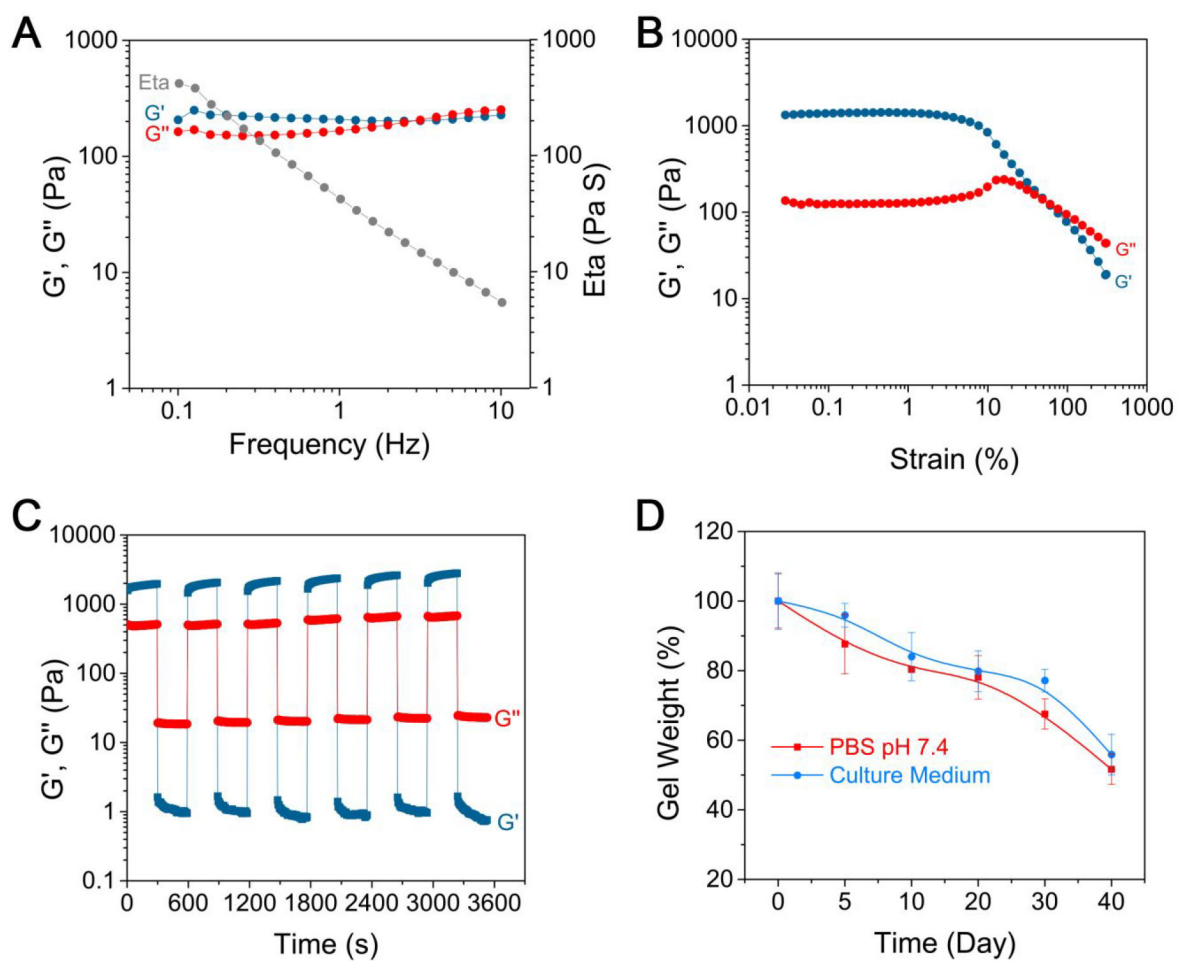 A
1000
100
10
1
G', G'' (Pa)
Eta
G'
G''
1000
100
10
1
Eta (Pa S)
0.1
1
10
Frequency (Hz)
B
10000
1000
100
10
1
G', G'' (Pa)
G''
G'
0.01
0.1
1
10
100
1000
Strain (%)
C
10000
1000
100
10
1
0.1
G', G'' (Pa)
G''
G'
0
600
1200
1800
2400
3000
3600
Time (s)
D
120
100
80
60
40
20
Gel Weight (%)
PBS pH 7.4
Culture Medium
0
5
10
20
30
40
Time (Day)